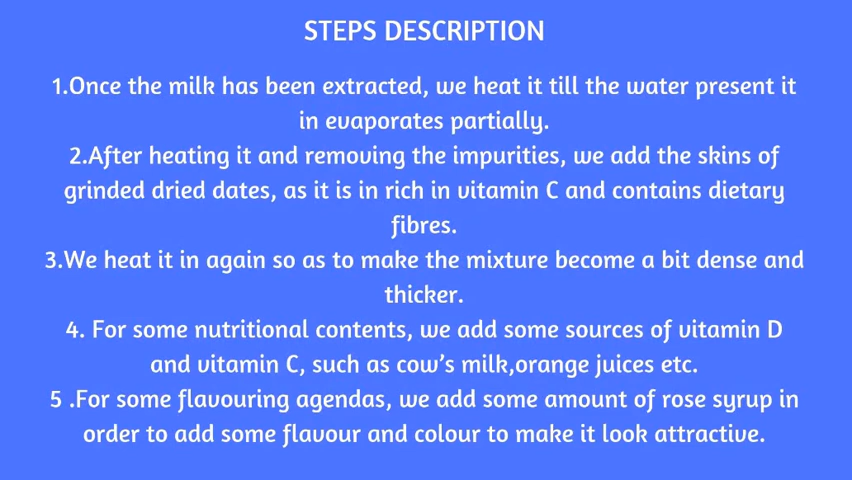 STEPS DESCRIPTION
1.Once the milk has been extracted, we heat it till the water present it
in evaporates partially.
2.After heating it and removing the impurities, we add the skins of
grinded dried dates, as it is in rich in vitamin C and contains dietary
fibres.
3.We heat it in again so as to make the mixture become a bit dense and
thicker.
4. For some nutritional contents, we add some sources of vitamin D
and vitamin C, such as cow's milk,orange juices etc.
5 .For some flavouring agendas, we add some amount of rose syrup in
order to add some flavour and colour to make it look attractive.